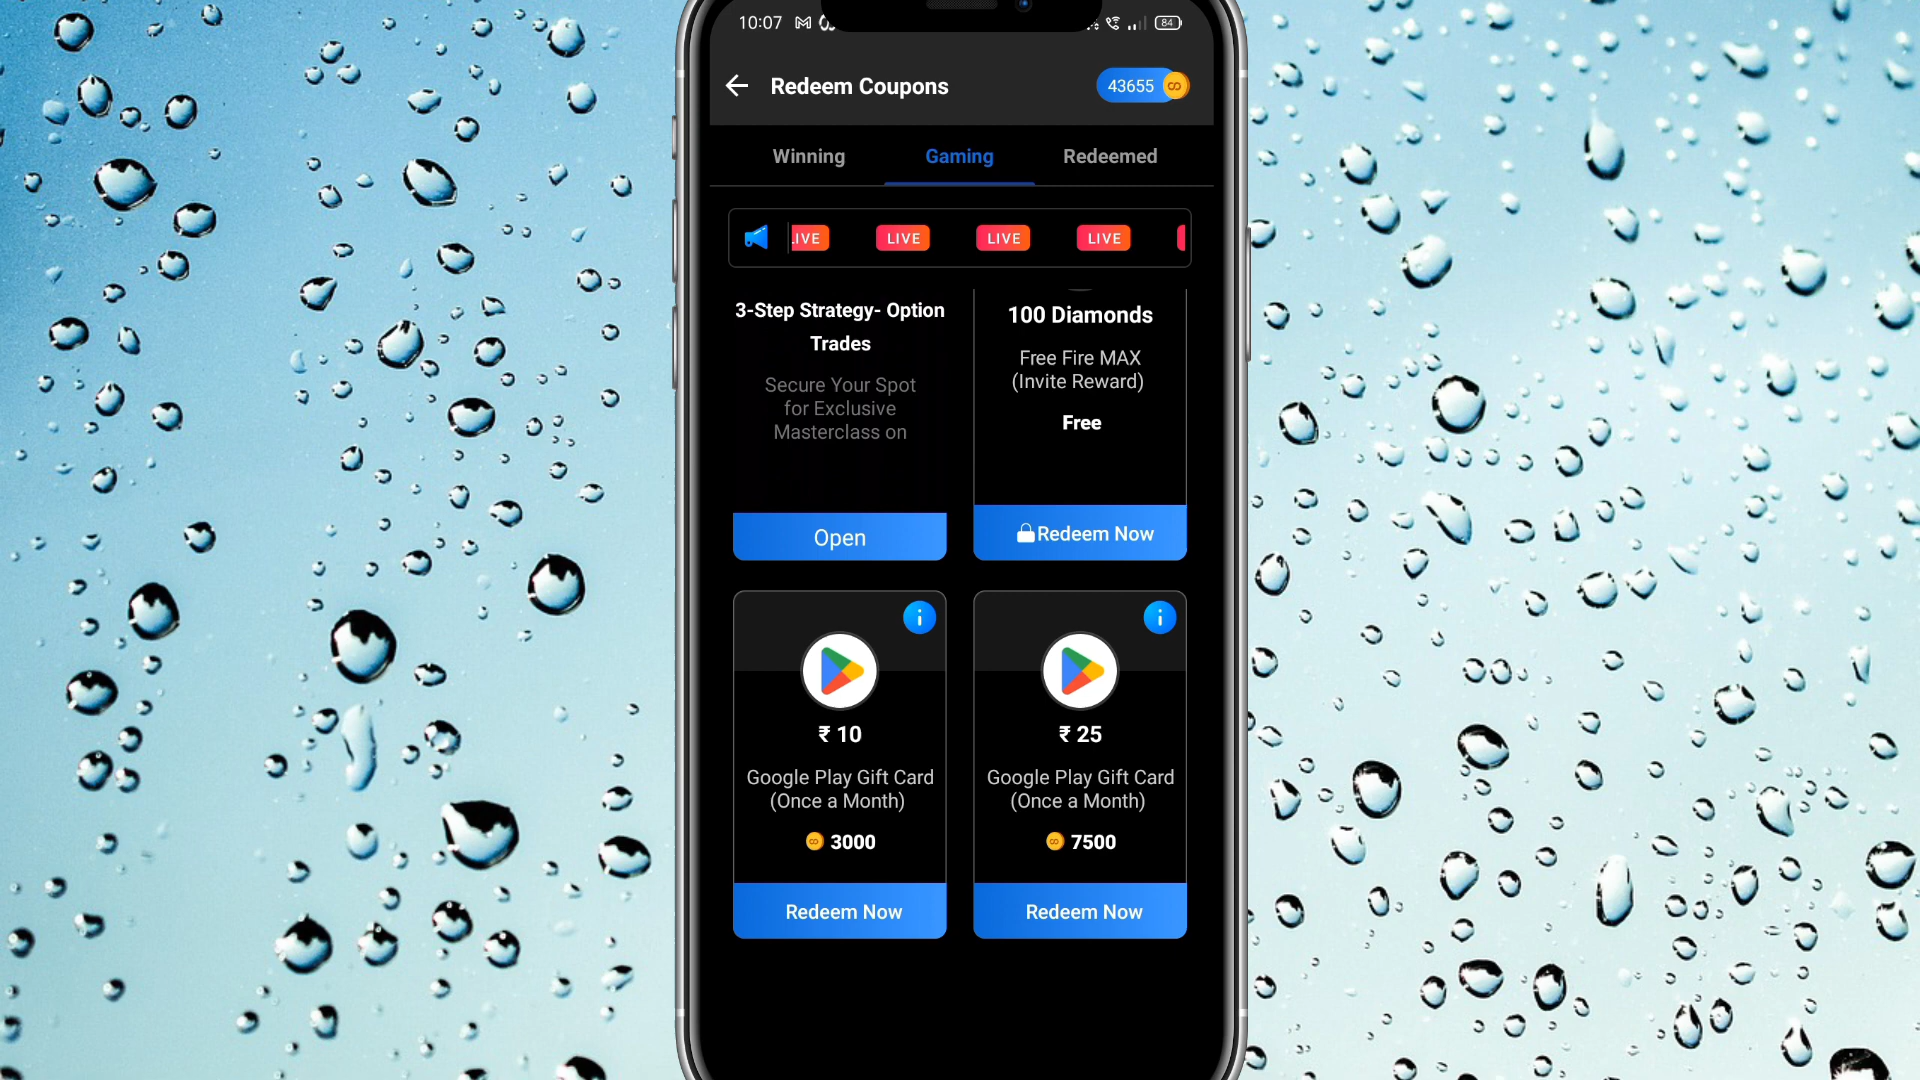 10:07
84
Redeem Coupons
43655
Winning
Gaming
Redeemed
LIVE
LIVE
LIVE
LIVE
3-Step Strategy- Option
Trades
Secure Your Spot
for Exclusive
Masterclass on
Open
100 Diamonds
Free Fire MAX
(Invite Reward)
Free
Redeem Now
₹ 10
Google Play Gift Card
(Once a Month)
3000
Redeem Now
₹ 25
Google Play Gift Card
(Once a Month)
7500
Redeem Now